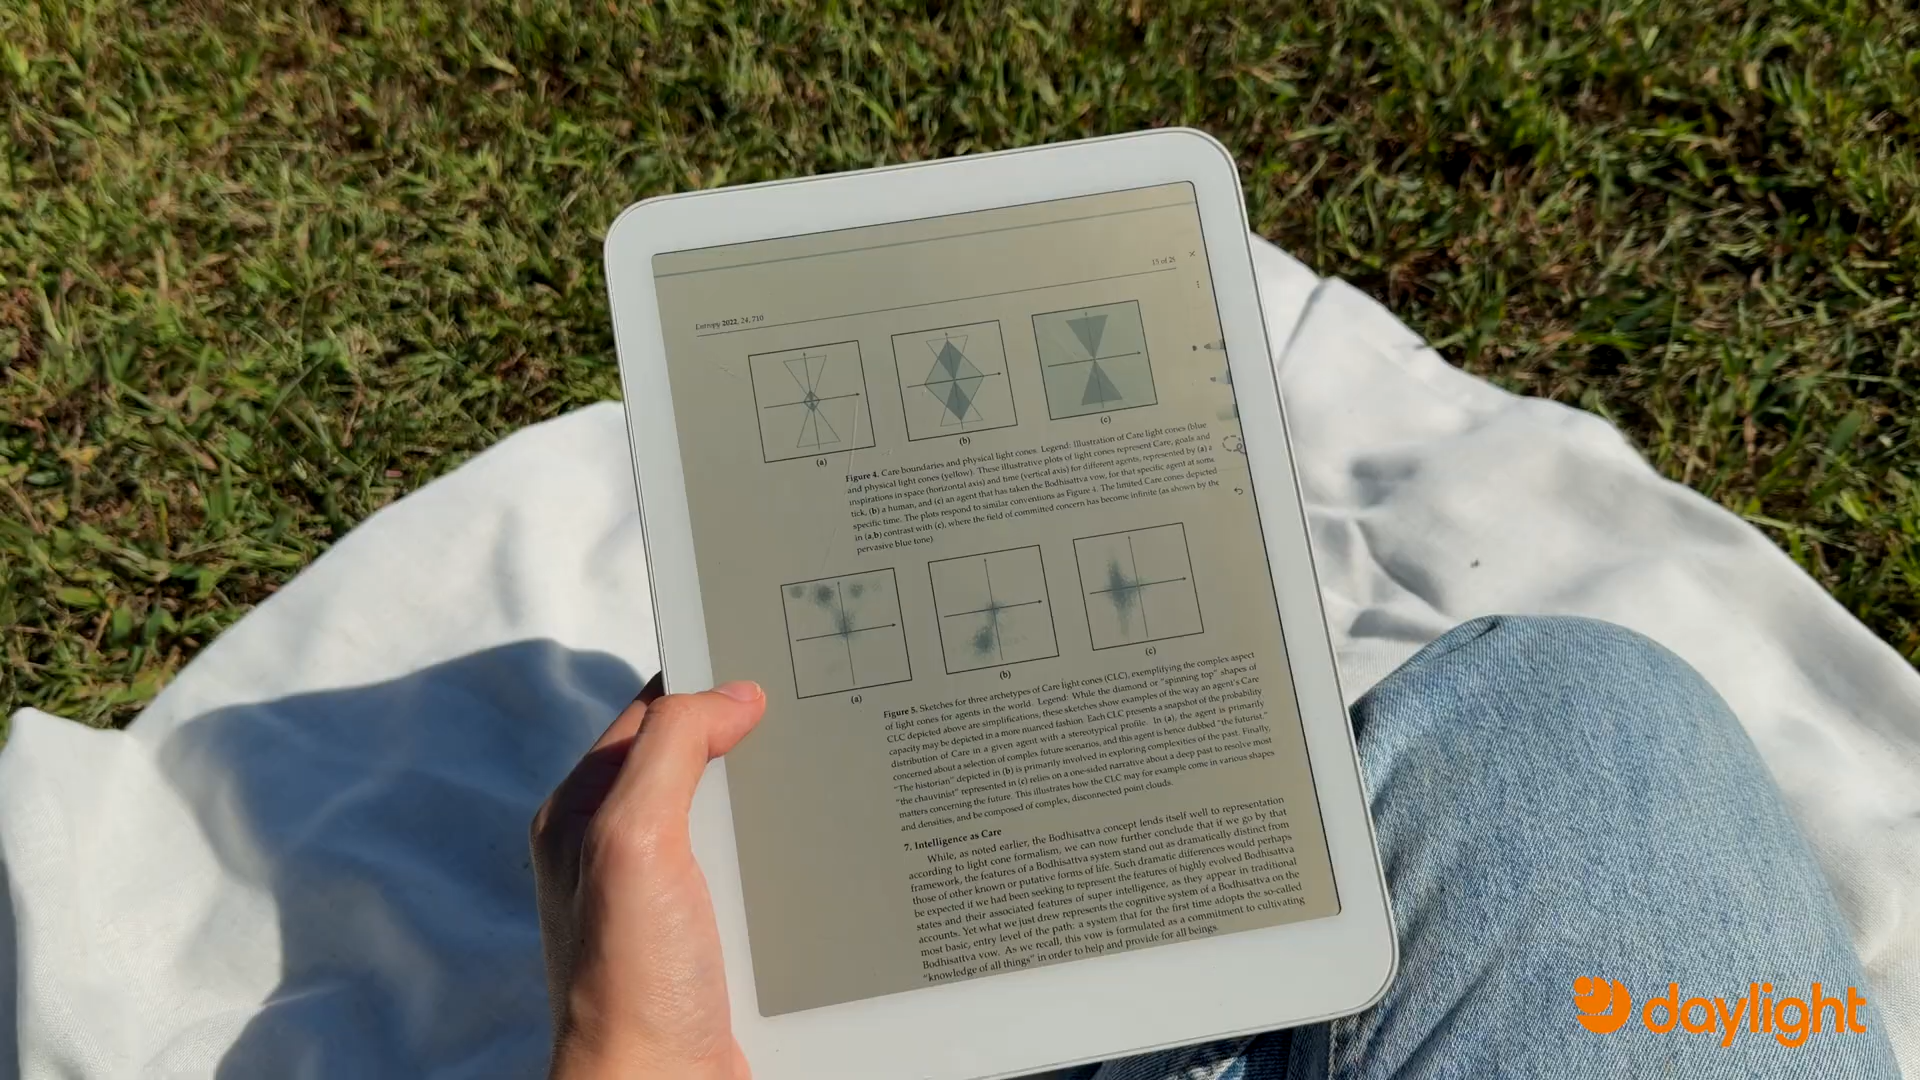 13 of 28
Entropy 2022, 24, 710
(a)
(b)
(c)
Figure 4. Care boundaries and physical light cones. Legend: Illustration of Care light cones (blue
and physical light cones (yellow). These illustrative plots of light cones represent Care, goals and
inspirations in space (horizontal axis) and time (vertical axis) for different agents, represented by (a) a
tick, (b) a human, and (c) an agent that has taken the Bodhisattva vow, for that specific agent at some
specific time. The plots respond to similar conventions as Figure 4. The limited Care cones depicted
in (a,b) contrast with (c), where the field of committed concern has become infinite (as shown by the
pervasive blue tone)
(a)
(b)
(c)
Figure 5. Sketches for three archetypes of Care light cones (CLC), exemplifying the complex aspect
of light cones for agents in the world. Legend: While the diamond or "spinning top" shapes of
CLC depicted above are simplifications, these sketches show examples of the way an agent's Care
capacity may be depicted in a more nuanced fashion. Each CLC presents a snapshot of the probability
distribution of Care in a given agent with a stereotypical profile. In (a), the agent is primarily
concerned about a selection of complex future scenarios, and this agent is hence dubbed "the futurist."
"The historian" depicted in (b) is primarily involved in exploring complexities of the past. Finally,
"the chauvinist" represented in (c) relies on a one-sided narrative about a deep past to resolve most
matters concerning the future. This illustrates how the CLC may for example come in various shapes
and densities, and be composed of complex, disconnected point clouds.
7. Intelligence as Care
While, as noted earlier, the Bodhisattva concept lends itself well to representation
according to light cone formalism, we can now further conclude that if we go by that
framework, the features of a Bodhisattva system stand out as dramatically distinct from
those of other known or putative forms of life. Such dramatic differences would perhaps
be expected if we had been seeking to represent the features of highly evolved Bodhisattva
states and their associated features of super intelligence, as they appear in traditional
accounts. Yet what we just drew represents the cognitive system of a Bodhisattva on the
most basic, entry level of the path: a system that for the first time adopts the so-called
Bodhisattva vow. As we recall, this vow is formulated as a commitment to cultivating
"knowledge of all things" in order to help and provide for all beings.
daylight